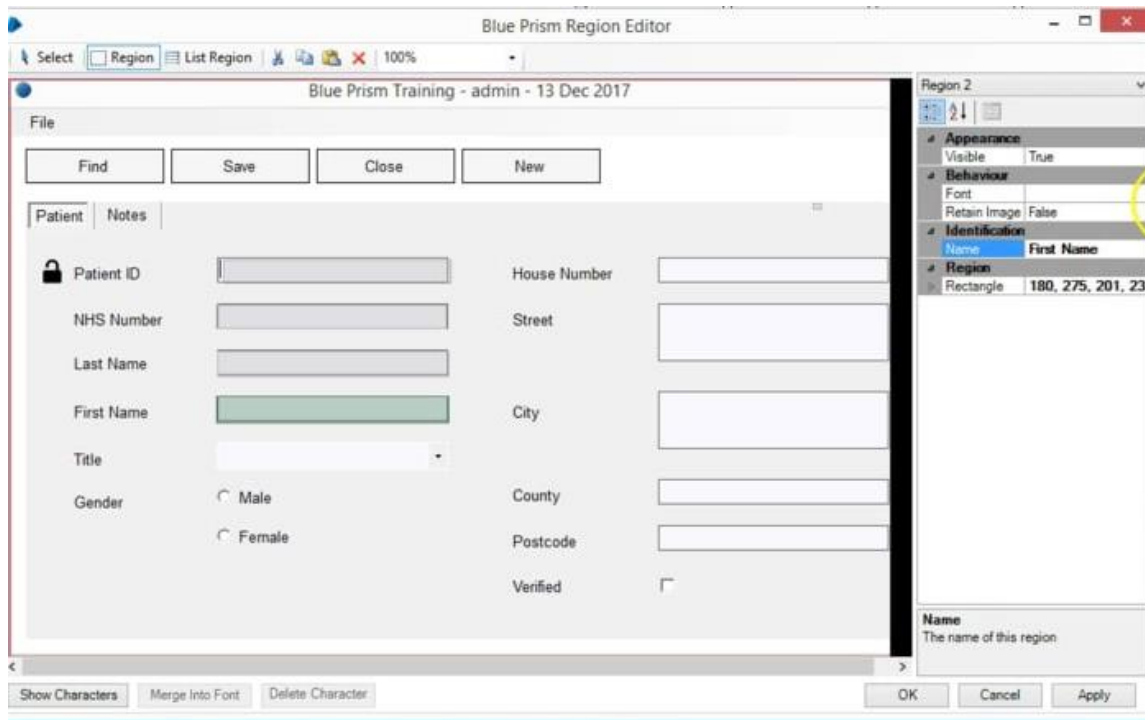 Blue Prism Region Editor
Select Region List Region 100%
Blue Prism Training - admin - 13 Dec 2017
File
Find Save Close New
Patient Notes
Patient ID
NHS Number
Last Name
First Name
Title
Gender
Male
Female
House Number
Street
City
County
Postcode
Verified
Region 2
Appearance
Visible True
Behaviour
Font
Retain Image False
Identification
Name First Name
Region
Rectangle 180, 275, 201, 23
Name
The name of this region
Show Characters Merge Into Font Delete Character
OK Cancel Apply